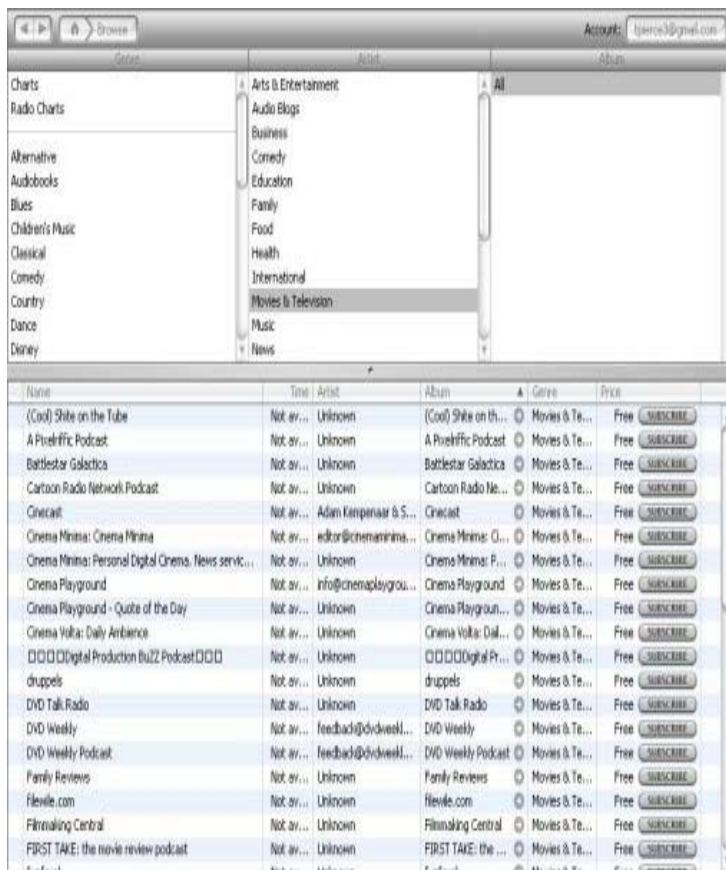 Browse Account: tpierce3@gmail.com
Genre Artist Album
Charts Arts & Entertainment All
Radio Charts Audio Blogs
Business
Alternative Comedy
Audiobooks Education
Blues Family
Children's Music Food
Classical Health
Comedy International
Country Movies & Television
Dance Music
Disney News
Name Time Artist Album Genre Price
(Cool) Shite on the Tube Not av... Unknown (Cool) Shite on th... Movies & Te... Free SUBSCRIBE
A Pixelriffic Podcast Not av... Unknown A Pixelriffic Podcast Movies & Te... Free SUBSCRIBE
Battlestar Galactica Not av... Unknown Battlestar Galactica Movies & Te... Free SUBSCRIBE
Cartoon Radio Network Podcast Not av... Unknown Cartoon Radio Ne... Movies & Te... Free SUBSCRIBE
Cinecast Not av... Adam Kempenaar & S... Cinecast Movies & Te... Free SUBSCRIBE
Cinema Minima: Cinema Minima Not av... editor@cinemaminima... Cinema Minima: Ci... Movies & Te... Free SUBSCRIBE
Cinema Minima: Personal Digital Cinema. News servic... Not av... Unknown Cinema Minima: P... Movies & Te... Free SUBSCRIBE
Cinema Playground Not av... info@cinemaplaygrou... Cinema Playground Movies & Te... Free SUBSCRIBE
Cinema Playground - Quote of the Day Not av... Unknown Cinema Playgroun... Movies & Te... Free SUBSCRIBE
Cinema Volta: Daily Ambience Not av... Unknown Cinema Volta: Dail... Movies & Te... Free SUBSCRIBE
□□□□Digital Production BuZZ Podcast□□□ Not av... Unknown □□□□Digital Pr... Movies & Te... Free SUBSCRIBE
druppels Not av... Unknown druppels Movies & Te... Free SUBSCRIBE
DVD Talk Radio Not av... Unknown DVD Talk Radio Movies & Te... Free SUBSCRIBE
DVD Weekly Not av... feedback@dvdweekl... DVD Weekly Movies & Te... Free SUBSCRIBE
DVD Weekly Podcast Not av... feedback@dvdweekl... DVD Weekly Podcast Movies & Te... Free SUBSCRIBE
Family Reviews Not av... Unknown Family Reviews Movies & Te... Free SUBSCRIBE
filewile.com Not av... Unknown filewile.com Movies & Te... Free SUBSCRIBE
Filmmaking Central Not av... Unknown Filmmaking Central Movies & Te... Free SUBSCRIBE
FIRST TAKE: the movie review podcast Not av... Unknown FIRST TAKE: the ... Movies & Te... Free SUBSCRIBE